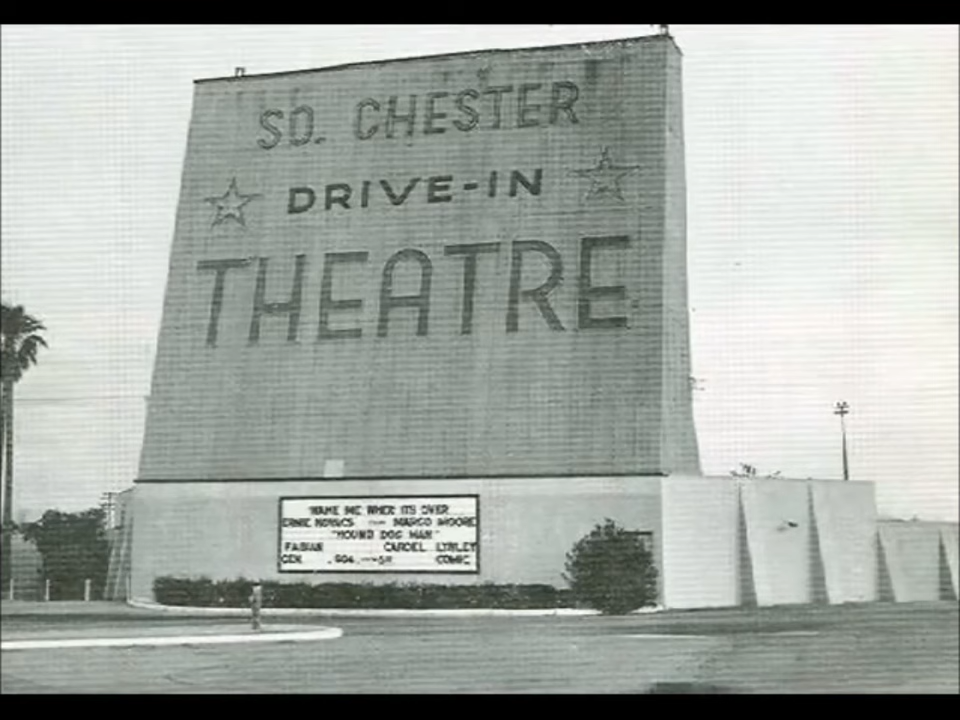 SO. CHESTER
DRIVE-IN
THEATRE
"WAKE ME WHEN ITS OVER
ERNIE KOVACS MARGO MOORE
"HOUND DOG MAN"
FABIAN CAROL LYNLEY
GEN .90¢ COMIC